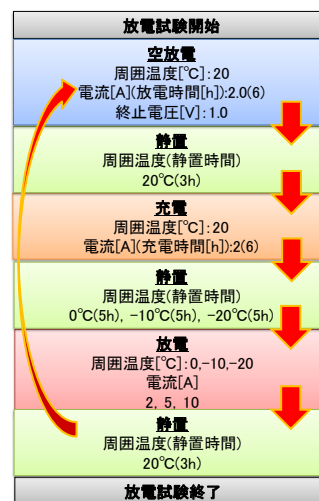 放電試験開始
空放電
周囲温度[℃]:20
電流[A](放電時間[h]):2.0(6)
終止電圧[V]:1.0
静置
周囲温度(静置時間)
20℃(3h)
充電
周囲温度[℃]:20
電流[A](充電時間[h]):2(6)
静置
周囲温度(静置時間)
0℃(5h), −10℃(5h), −20℃(5h)
放電
周囲温度[℃]:0,−10,−20
電流[A]
2, 5, 10
静置
周囲温度(静置時間)
20℃(3h)
放電試験終了